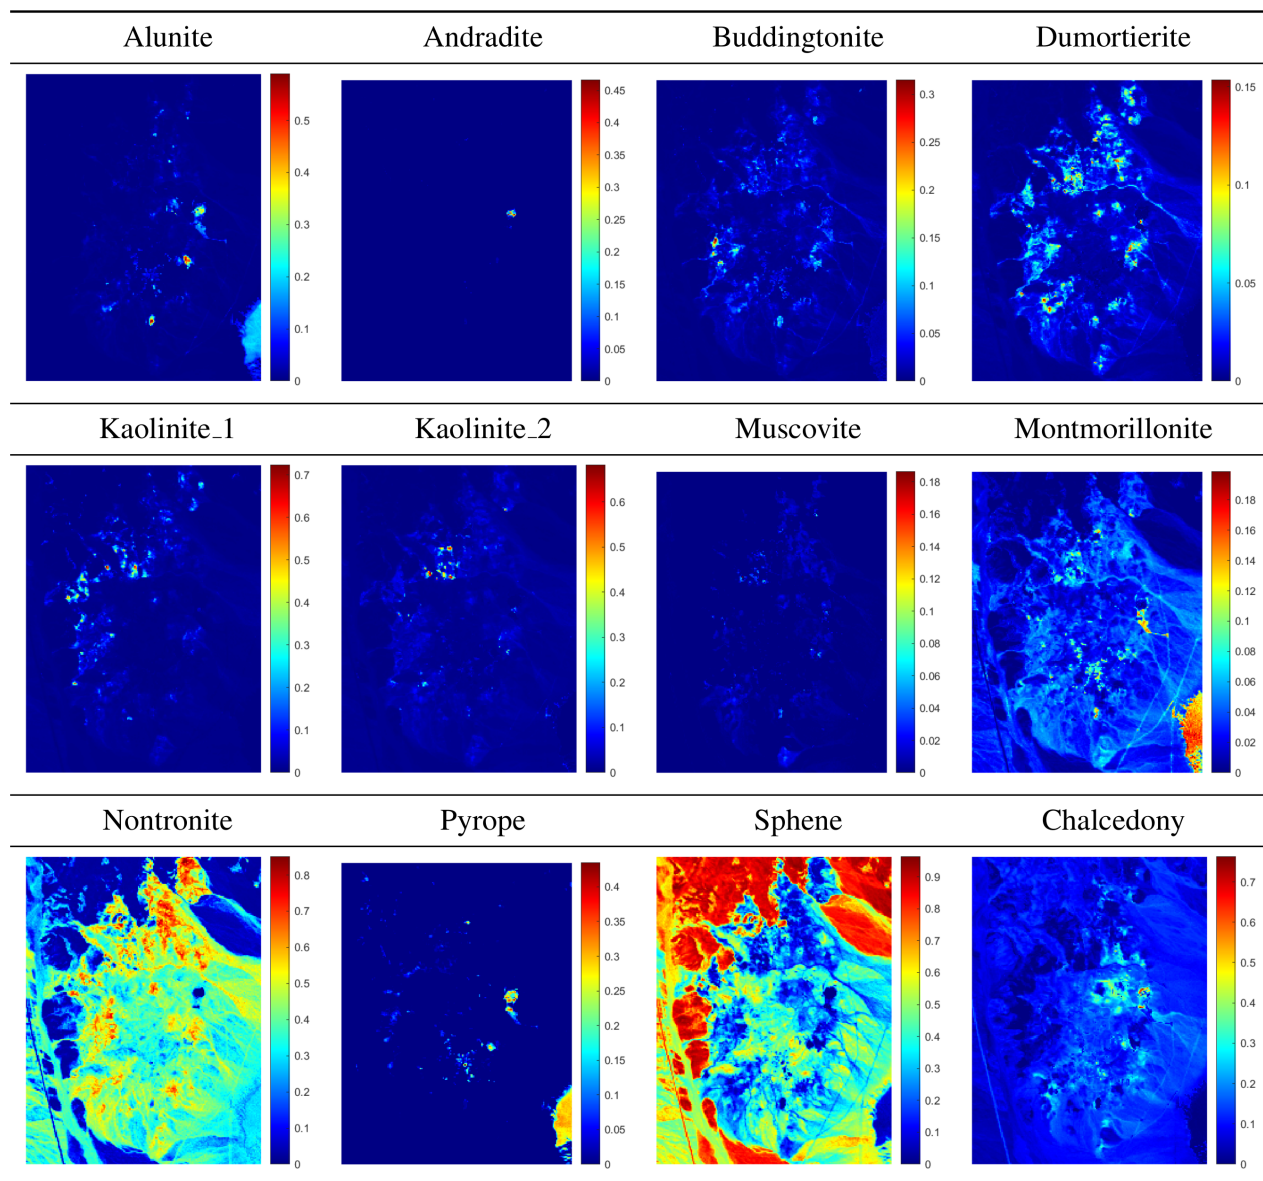 Alunite Andradite Buddingtonite Dumortierite
0.5 0.4 0.3 0.2 0.1 0
0.45 0.4 0.35 0.3 0.25 0.2 0.15 0.1 0.05 0
0.3 0.25 0.2 0.15 0.1 0.05 0
0.15 0.1 0.05 0
Kaolinite_1 Kaolinite_2 Muscovite Montmorillonite
0.7 0.6 0.5 0.4 0.3 0.2 0.1 0
0.6 0.5 0.4 0.3 0.2 0.1 0
0.18 0.16 0.14 0.12 0.1 0.08 0.06 0.04 0.02 0
0.18 0.16 0.14 0.12 0.1 0.08 0.06 0.04 0.02 0
Nontronite Pyrope Sphene Chalcedony
0.8 0.7 0.6 0.5 0.4 0.3 0.2 0.1 0
0.4 0.35 0.3 0.25 0.2 0.15 0.1 0.05 0
0.9 0.8 0.7 0.6 0.5 0.4 0.3 0.2 0.1 0
0.7 0.6 0.5 0.4 0.3 0.2 0.1 0